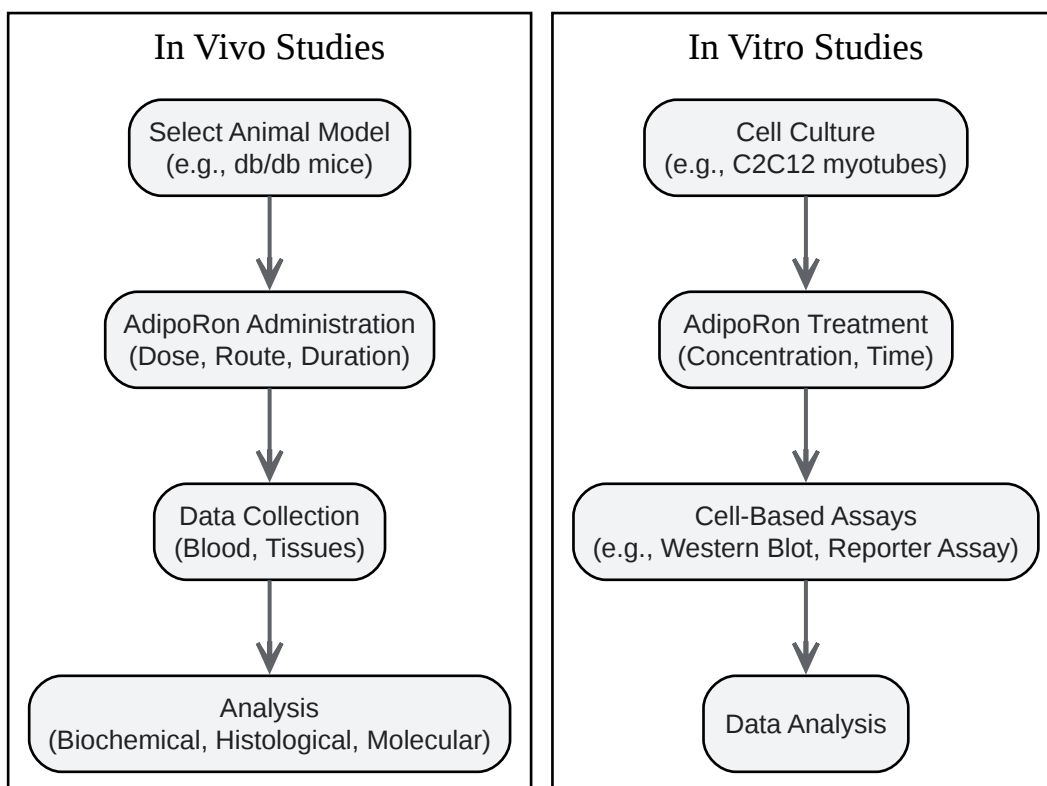 In Vivo Studies
Select Animal Model
(e.g., db/db mice)
AdipoRon Administration
(Dose, Route, Duration)
Data Collection
(Blood, Tissues)
Analysis
(Biochemical, Histological, Molecular)
In Vitro Studies
Cell Culture
(e.g., C2C12 myotubes)
AdipoRon Treatment
(Concentration, Time)
Cell-Based Assays
(e.g., Western Blot, Reporter Assay)
Data Analysis